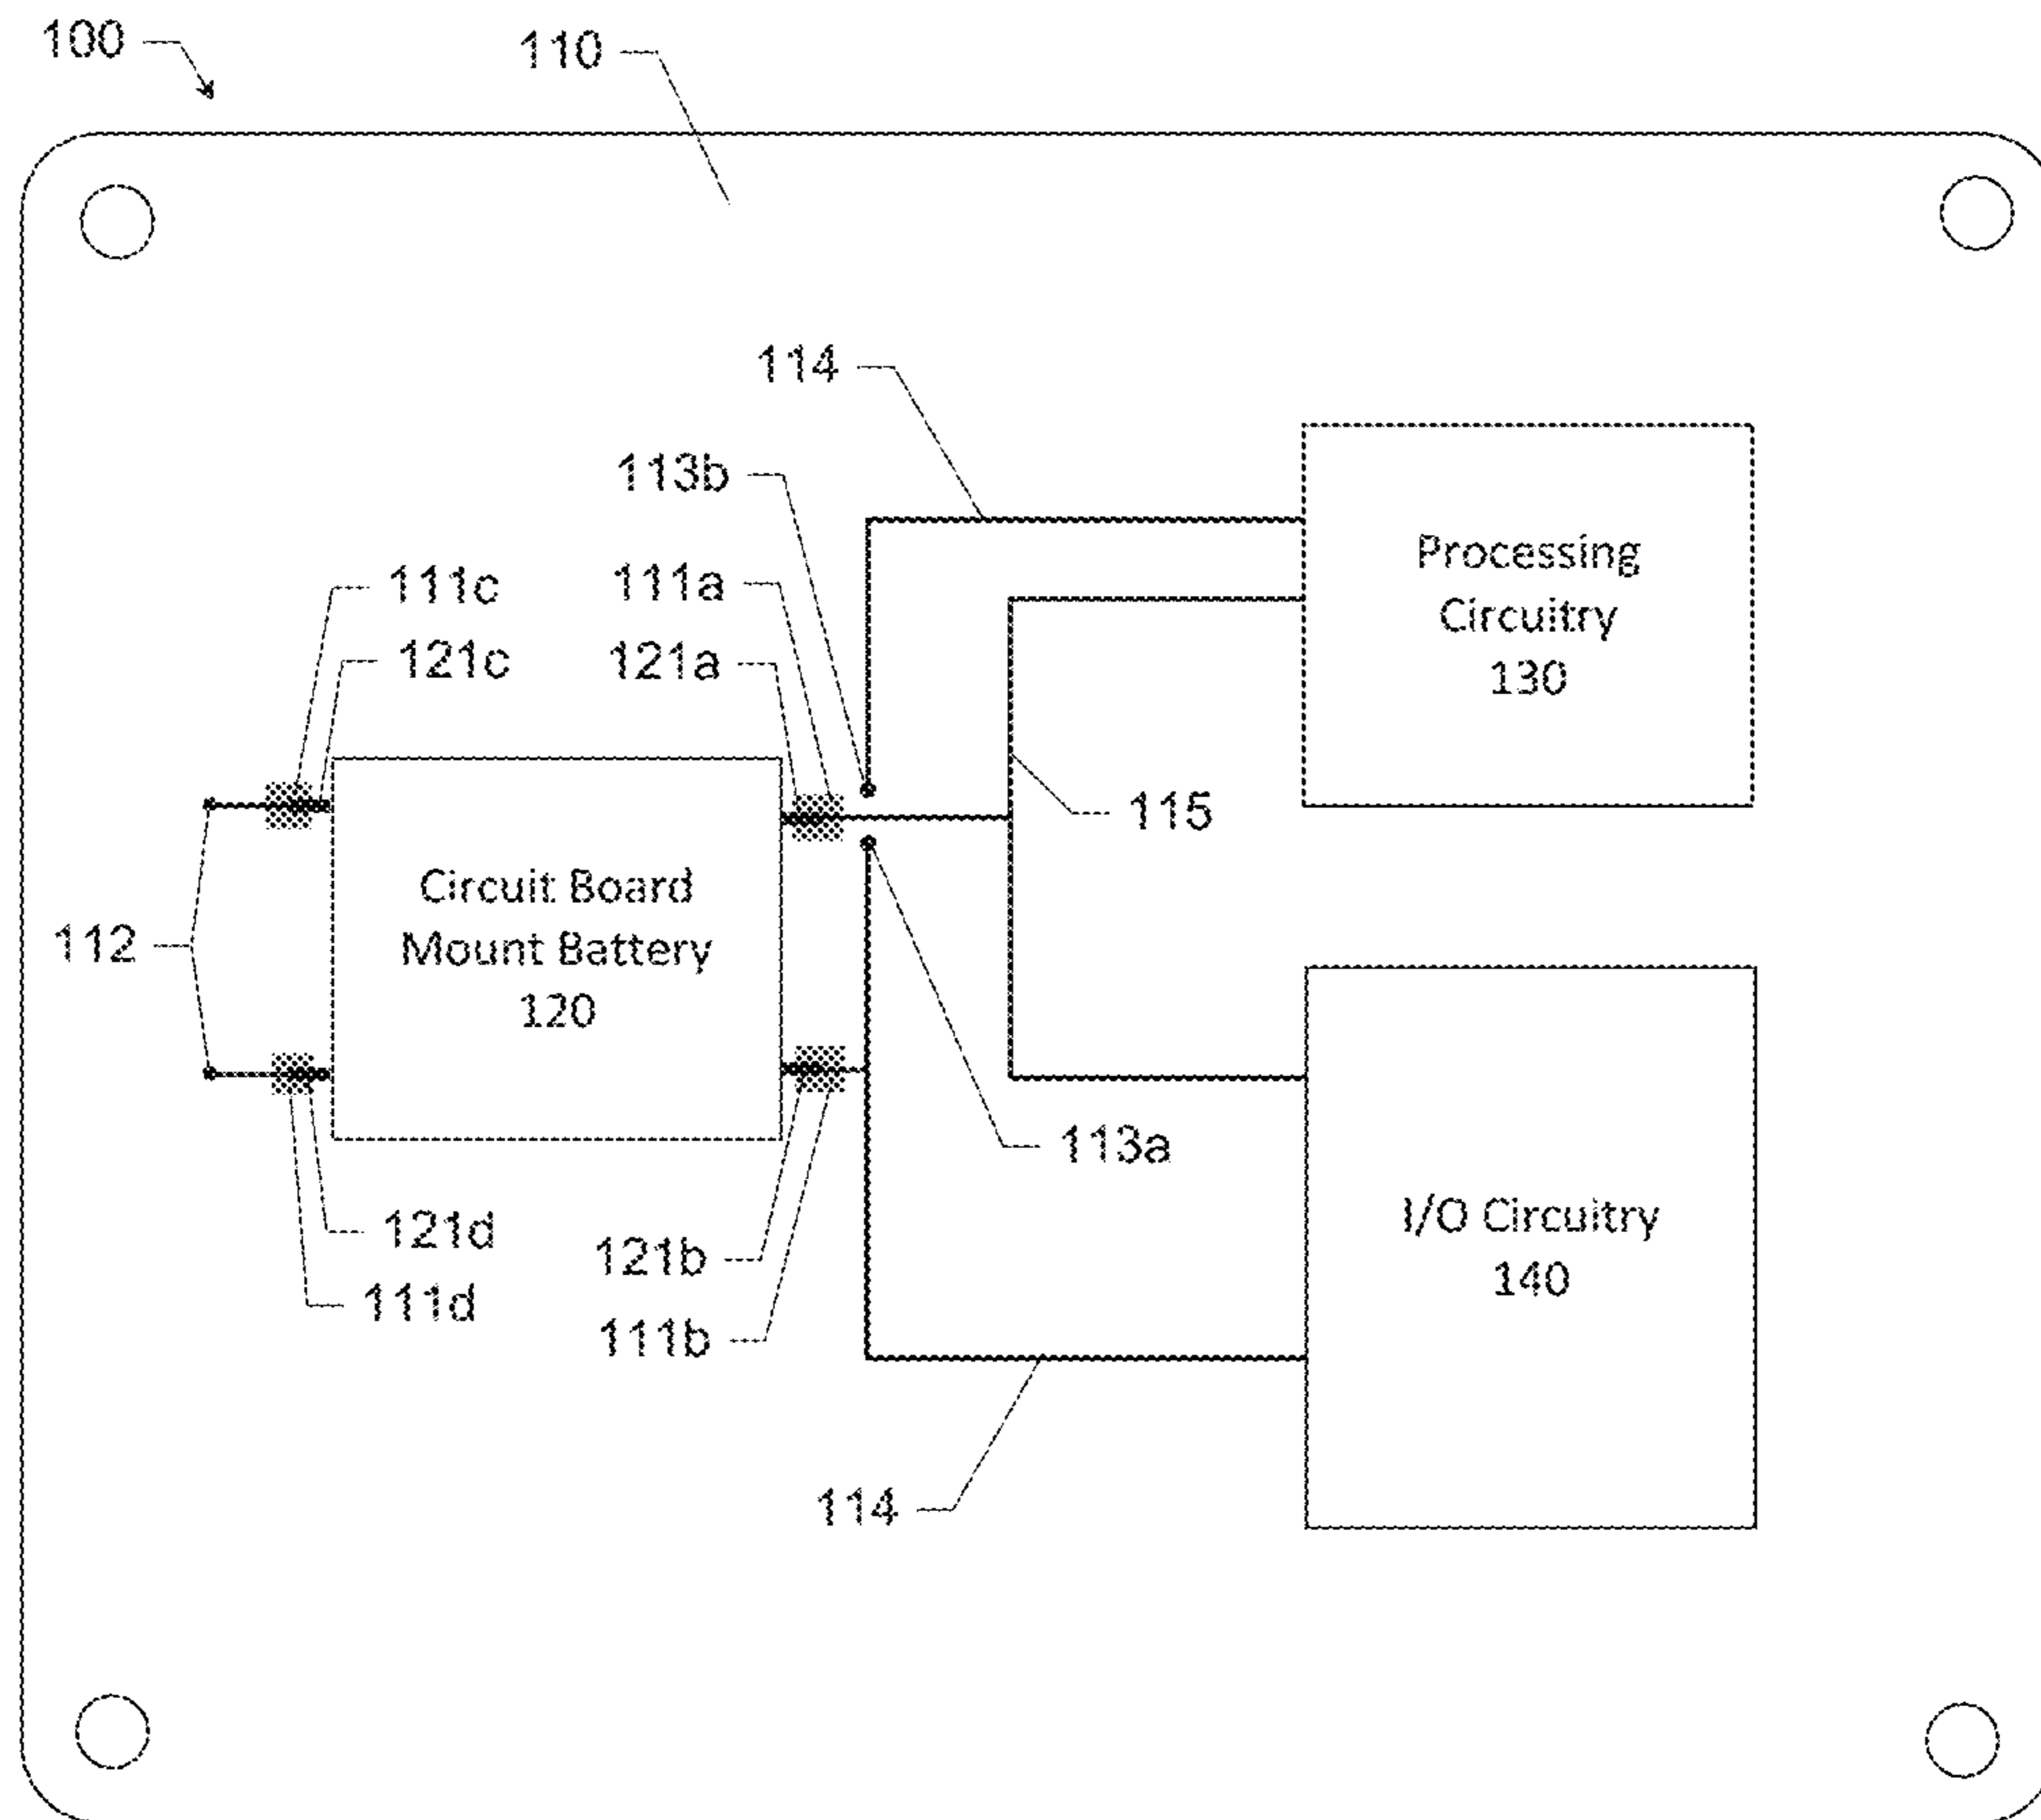 100
110
114
113b
111c
111a
121c
121a
Processing
Circuitry
130
115
Circuit Board
Mount Battery
120
112
113a
121d
121b
I/O Circuitry
140
111d
111b
114